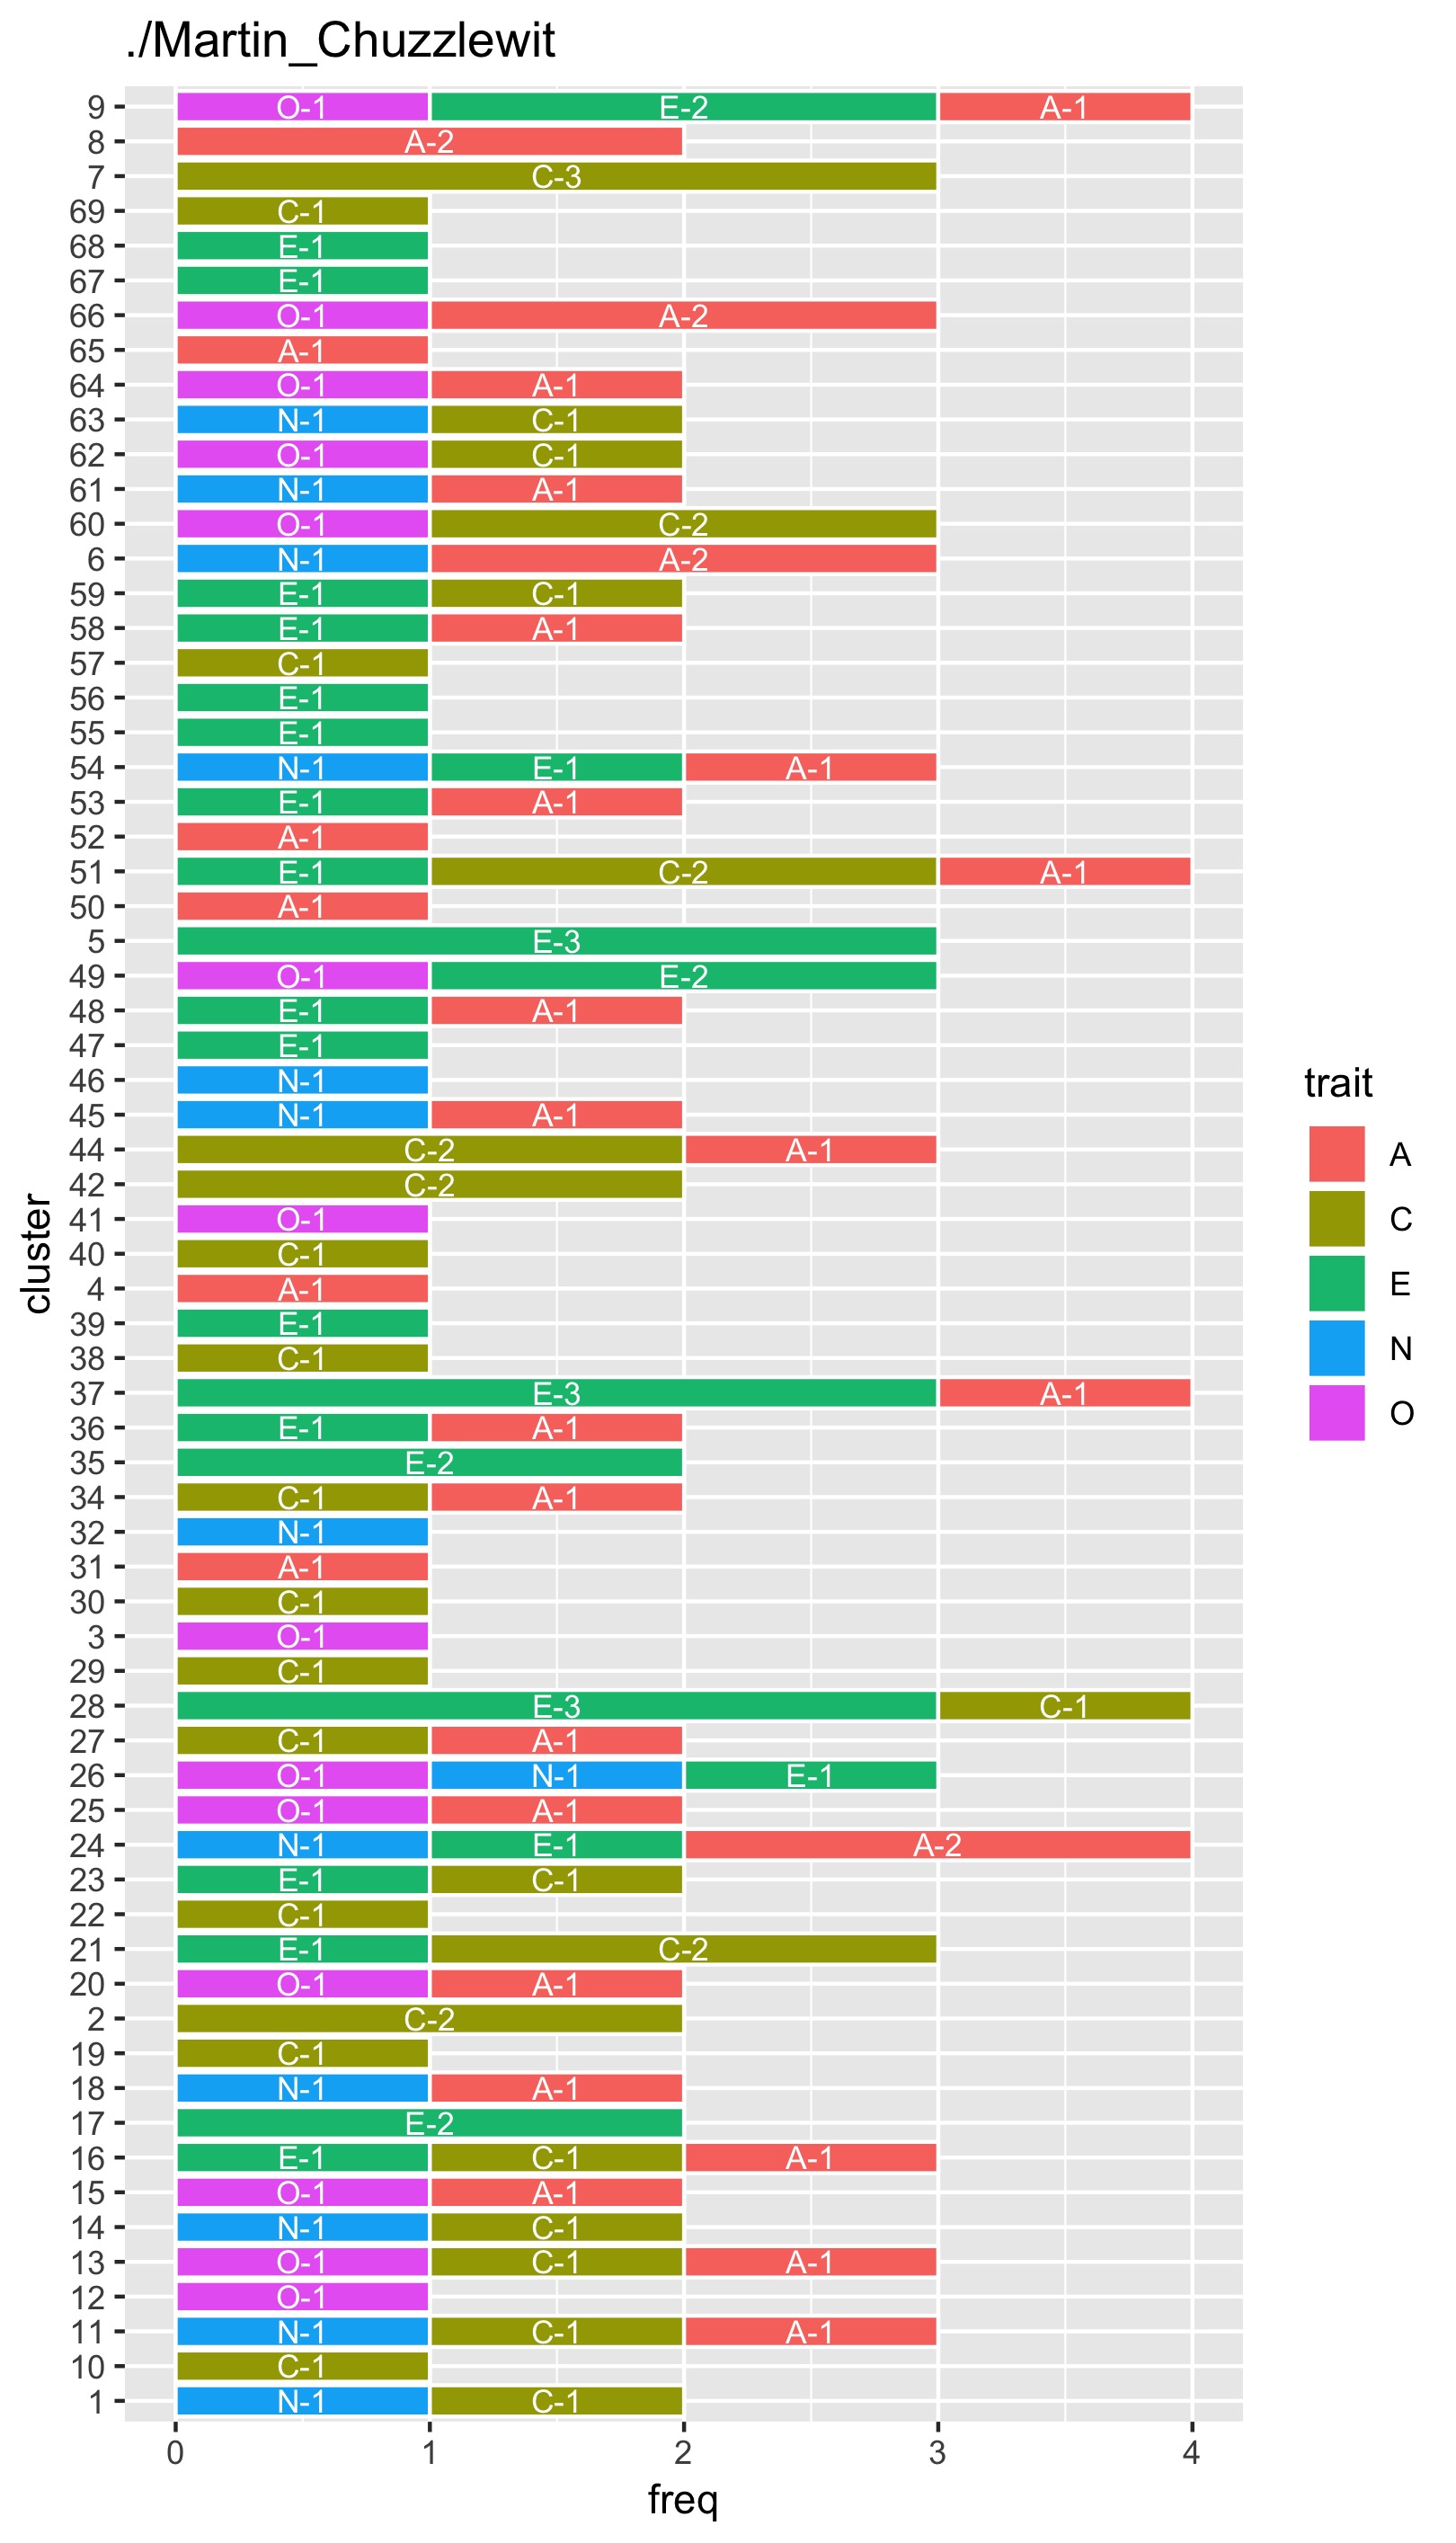 ./Martin_Chuzzlewit
9 O-1 E-2 A-1
8 A-2
7 C-3
69 C-1
68 E-1
67 E-1
66 O-1 A-2
65 A-1
64 O-1 A-1
63 N-1 C-1
62 O-1 C-1
61 N-1 A-1
60 O-1 C-2
6 N-1 A-2
59 E-1 C-1
58 E-1 A-1
57 C-1
56 E-1
55 E-1
54 N-1 E-1 A-1
53 E-1 A-1
52 A-1
51 E-1 C-2 A-1
50 A-1
5 E-3
49 O-1 E-2
48 E-1 A-1
47 E-1
46 N-1
45 N-1 A-1
44 C-2 A-1
42 C-2
41 O-1
40 C-1
4 A-1
39 E-1
38 C-1
37 E-3 A-1
36 E-1 A-1
35 E-2
34 C-1 A-1
32 N-1
31 A-1
30 C-1
3 O-1
29 C-1
28 E-3 C-1
27 C-1 A-1
26 O-1 N-1 E-1
25 O-1 A-1
24 N-1 E-1 A-2
23 E-1 C-1
22 C-1
21 E-1 C-2
20 O-1 A-1
2 C-2
19 C-1
18 N-1 A-1
17 E-2
16 E-1 C-1 A-1
15 O-1 A-1
14 N-1 C-1
13 O-1 C-1 A-1
12 O-1
11 N-1 C-1 A-1
10 C-1
1 N-1 C-1
0 1 2 3 4
freq
cluster
trait
A
C
E
N
O